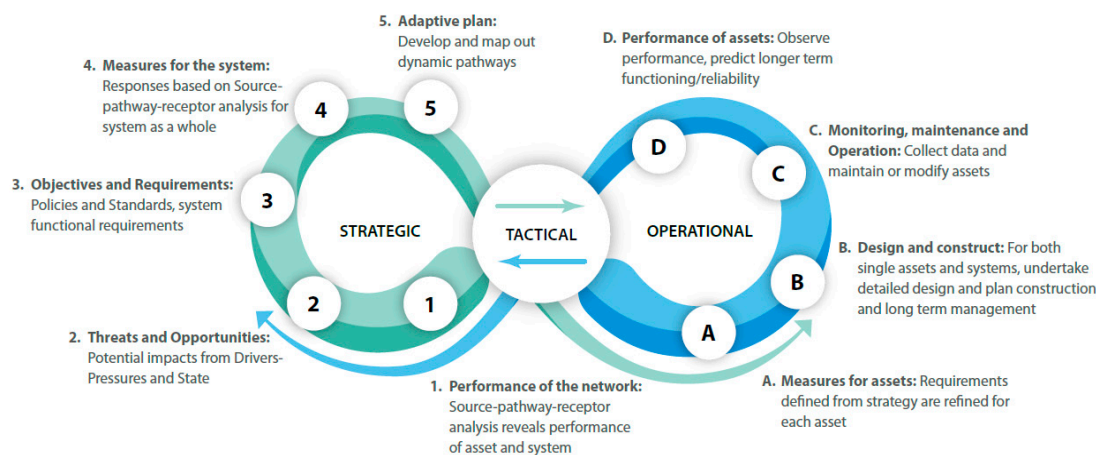 5. Adaptive plan:
Develop and map out
dynamic pathways
4. Measures for the system:
Responses based on Source-
pathway-receptor analysis for
system as a whole
3. Objectives and Requirements:
Policies and Standards, system
functional requirements
2. Threats and Opportunities:
Potential impacts from Drivers-
Pressures and State
1. Performance of the network:
Source-pathway-receptor
analysis reveals performance
of asset and system
4
5
3
2
1
STRATEGIC
TACTICAL
OPERATIONAL
D
C
B
A
D. Performance of assets: Observe
performance, predict longer term
functioning/reliability
C. Monitoring, maintenance and
Operation: Collect data and
maintain or modify assets
B. Design and construct: For both
single assets and systems, undertake
detailed design and plan construction
and long term management
A. Measures for assets: Requirements
defined from strategy are refined for
each asset